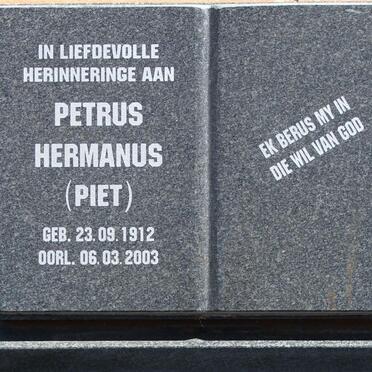 IN LIEFDEVOLLE
HERINNERINGE AAN
PETRUS
HERMANUS
(PIET)
GEB. 23.09.1912
OORL. 06.03.2003
EK BERUS MY IN
DIE WIL VAN GOD